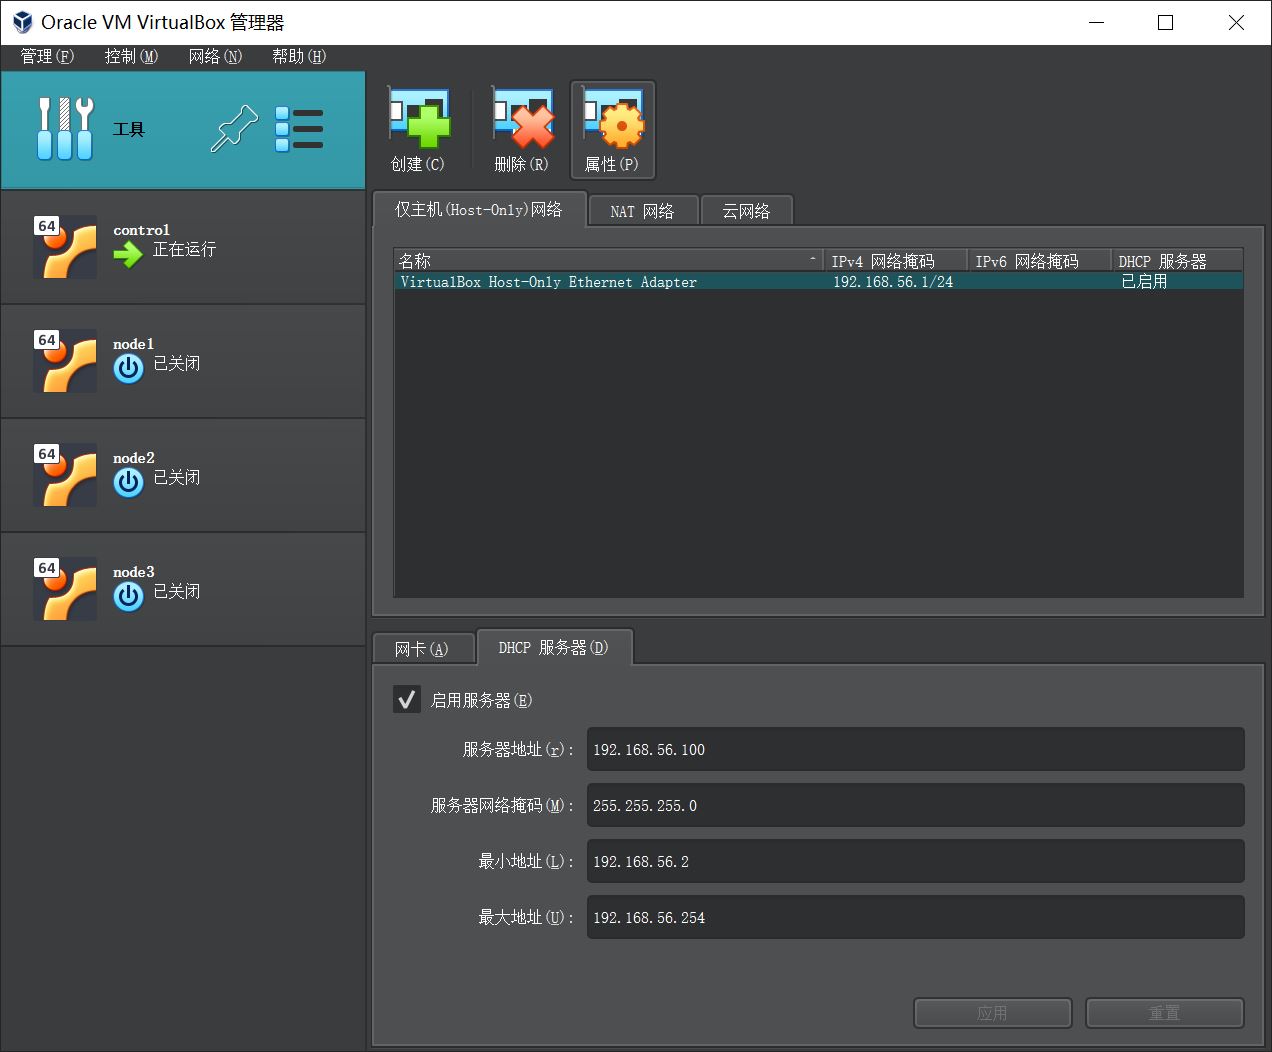 Oracle VM VirtualBox 管理器
管理(F) 控制(M) 网络(N) 帮助(H)
工具
64
control
正在运行
64
node1
已关闭
64
node2
已关闭
64
node3
已关闭
创建(C) 删除(R) 属性(P)
仅主机(Host-Only)网络 NAT 网络 云网络
名称 IPv4 网络掩码 IPv6 网络掩码 DHCP 服务器
VirtualBox Host-Only Ethernet Adapter 192.168.56.1/24 已启用
网卡(A) DHCP 服务器(D)
启用服务器(E)
服务器地址(r): 192.168.56.100
服务器网络掩码(M): 255.255.255.0
最小地址(L): 192.168.56.2
最大地址(U): 192.168.56.254
应用 重置